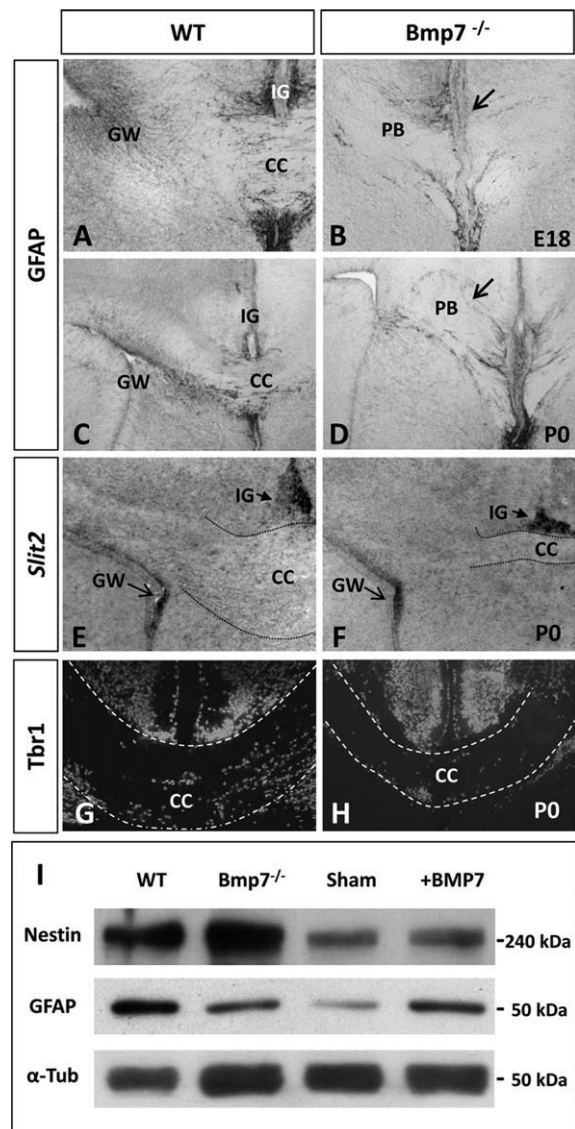 WT Bmp7 -/-
GFAP
IG
GW
CC
A
PB
B
E18
IG
GW
CC
C
PB
D
P0
Slit2
IG
GW
CC
E
IG
CC
GW
F
P0
Tbr1
CC
G
CC
H
P0
I
WT Bmp7-/- Sham +BMP7
Nestin -240 kDa
GFAP - 50 kDa
α-Tub - 50 kDa